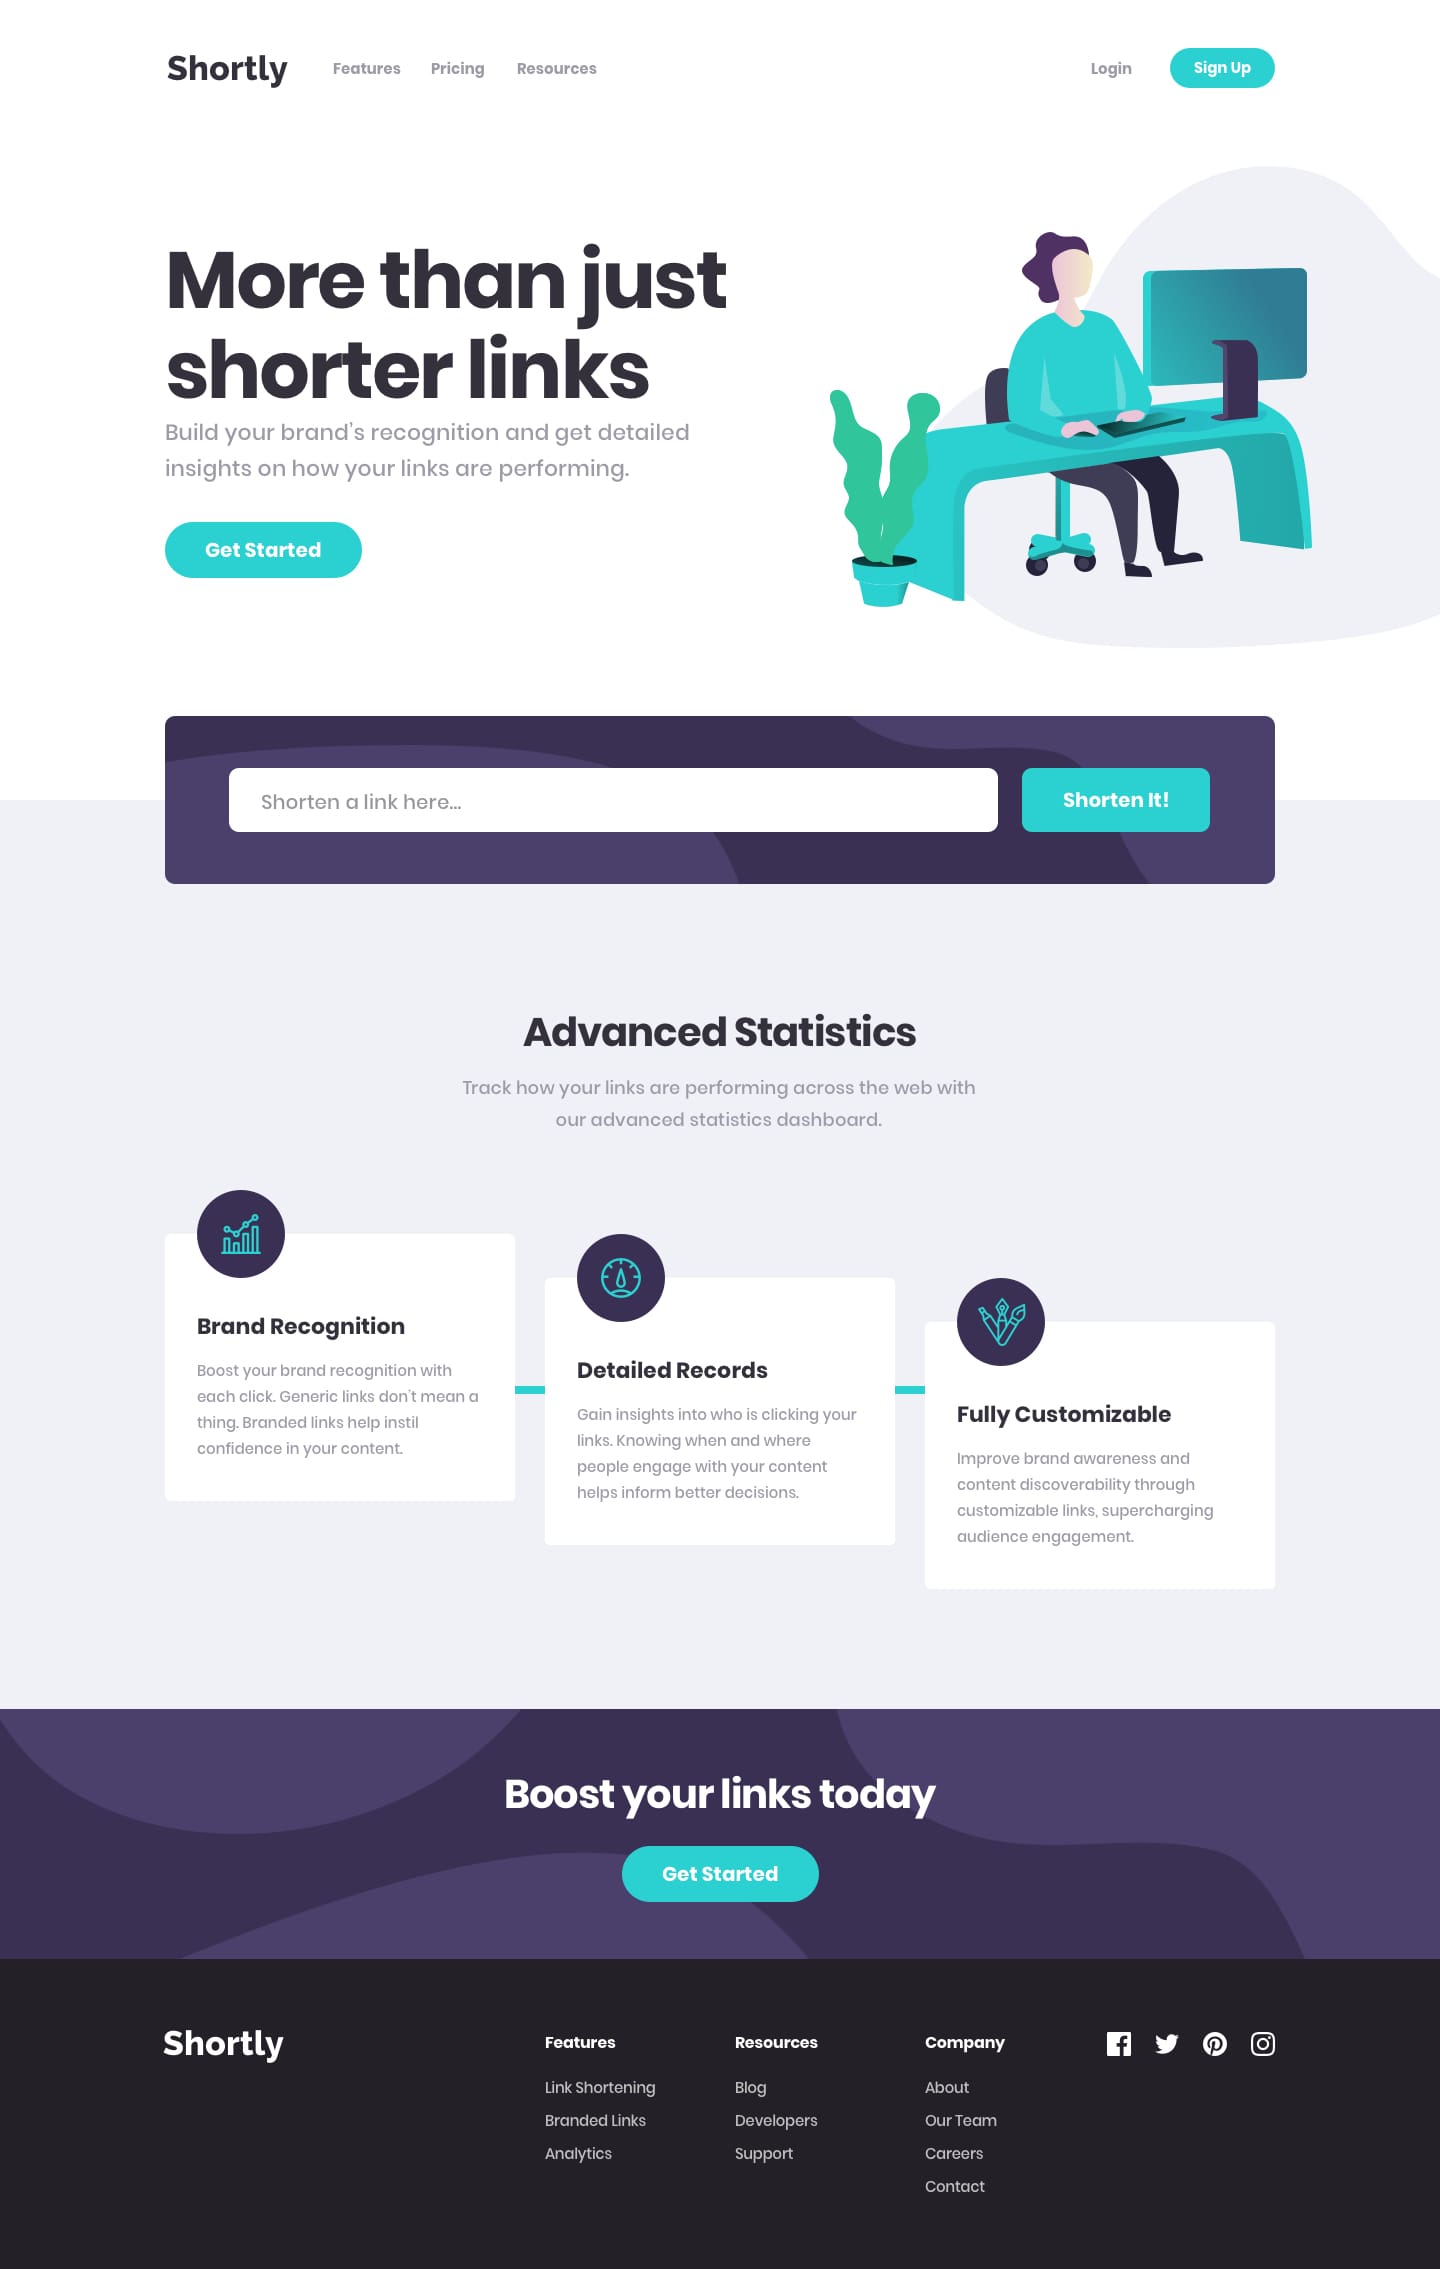 Shortly
Features
Pricing
Resources
Login
Sign Up
More than just
shorter links
Build your brand's recognition and get detailed
insights on how your links are performing.
Get Started
Shorten a link here...
Shorten It!
Advanced Statistics
Track how your links are performing across the web with
our advanced statistics dashboard.
Brand Recognition
Boost your brand recognition with
each click. Generic links don't mean a
thing. Branded links help instil
confidence in your content.
Detailed Records
Gain insights into who is clicking your
links. Knowing when and where
people engage with your content
helps inform better decisions.
Fully Customizable
Improve brand awareness and
content discoverability through
customizable links, supercharging
audience engagement.
Boost your links today
Get Started
Shortly
Features
Link Shortening
Branded Links
Analytics
Resources
Blog
Developers
Support
Company
About
Our Team
Careers
Contact